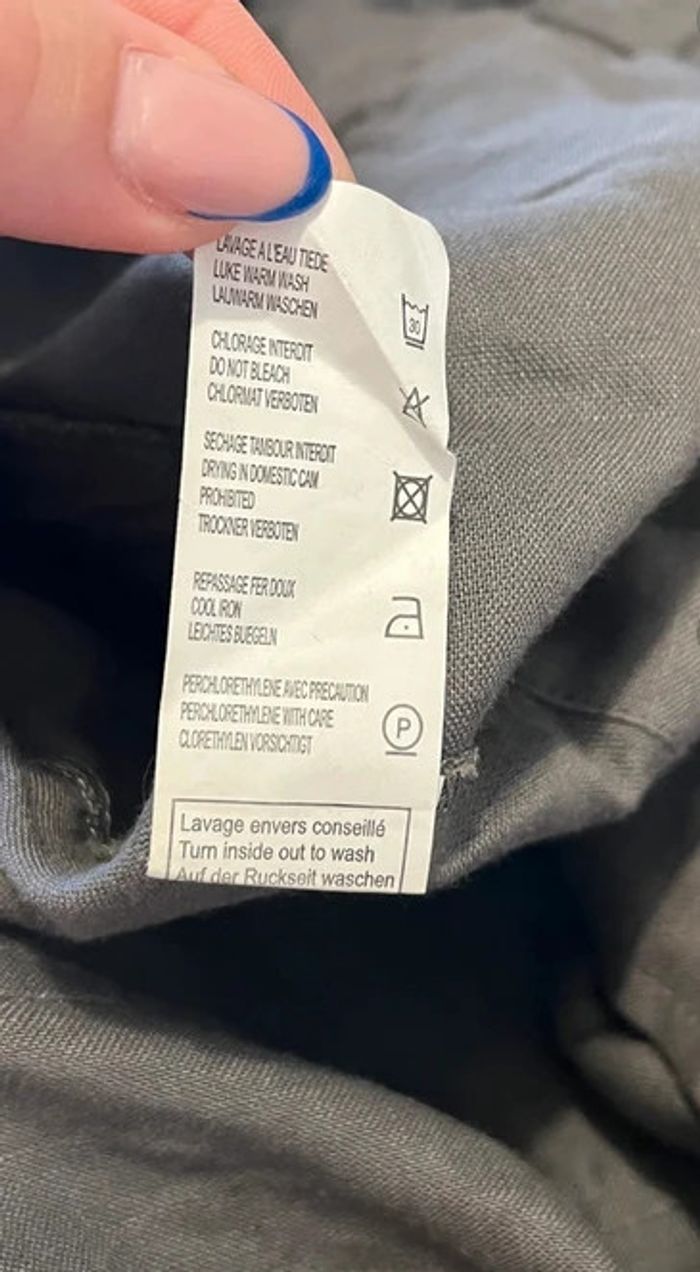 LAVAGE A L'EAU TIEDE
LUKE WARM WASH
LAUWARM WASCHEN
30
CHLORAGE INTERDIT
DO NOT BLEACH
CHLORMAT VERBOTEN
SECHAGE TAMBOUR INTERDIT
DRYING IN DOMESTIC CAM
PROHIBITED
TROCKNER VERBOTEN
REPASSAGE FER DOUX
COOL IRON
LEICHTES BUEGELN
PERCHLORETHYLENE AVEC PRECAUTION
PERCHLORETHYLENE WITH CARE
CLORETHYLEN VORSICHTIGT
P
Lavage envers conseillé
Turn inside out to wash
Auf der Ruckseit waschen